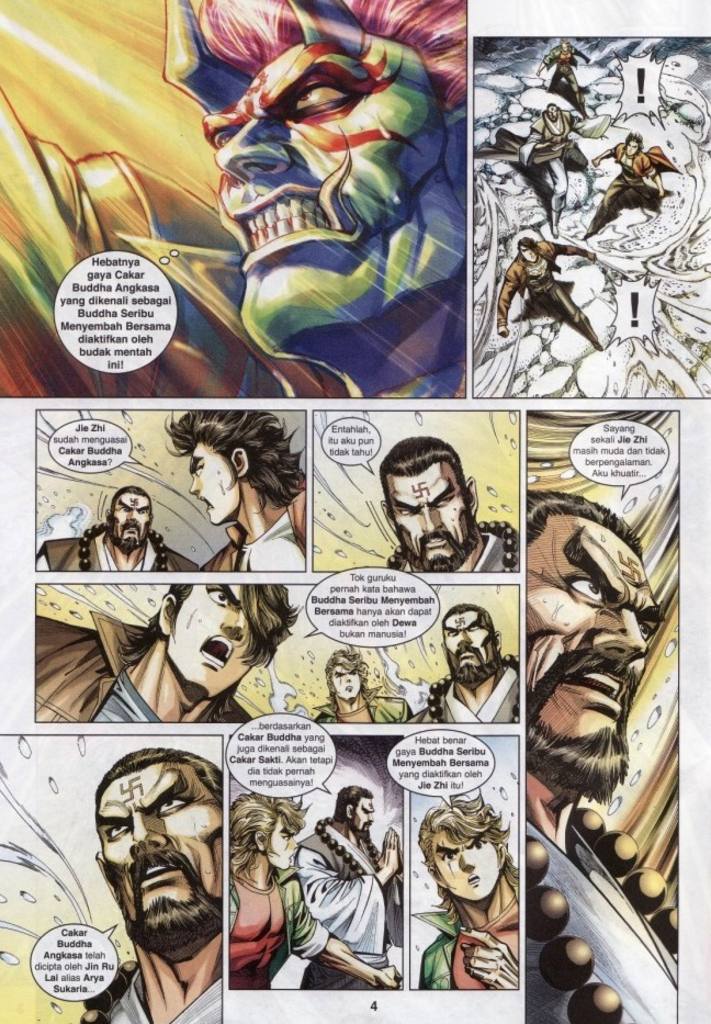 Hebatnya
gaya Cakar
Buddha Angkasa
yang dikenali sebagai
Buddha Seribu
Menyembah Bersama
diaktifkan oleh
budak mentah
ini!
!
!
Jie Zhi
sudah menguasai
Cakar Buddha
Angkasa?
Entahlah,
itu aku pun
tidak tahu!
Sayang
sekali Jie Zhi
masih muda dan tidak
berpengalaman.
Aku khuatir...
Tok guruku
pernah kata bahawa
Buddha Seribu Menyembah
Bersama hanya akan dapat
diaktifkan oleh Dewa
bukan manusia!
Cakar
Buddha
Angkasa telah
dicipta oleh Jin Ru
Lai alias Arya
Sukaria...
...berdasarkan
Cakar Buddha yang
juga dikenali sebagai
Cakar Sakti. Akan tetapi
dia tidak pernah
menguasainya!
Hebat benar
gaya Buddha Seribu
Menyembah Bersama
yang diaktifkan oleh
Jie Zhi itu!
4